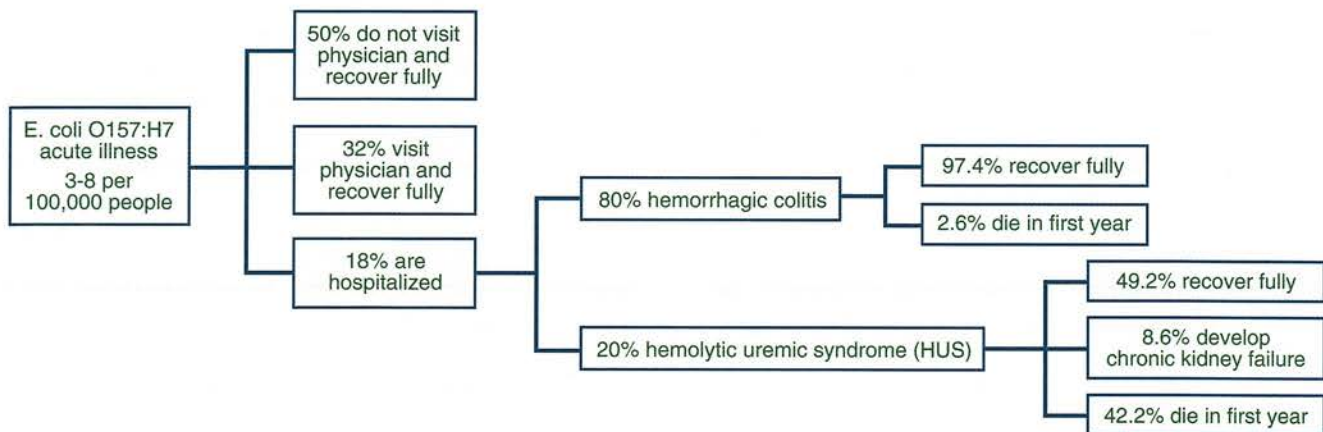 E. coli O157:H7
acute illness
3-8 per
100,000 people
50% do not visit
physician and
recover fully
32% visit
physician and
recover fully
18% are
hospitalized
80% hemorrhagic colitis
97.4% recover fully
2.6% die in first year
20% hemolytic uremic syndrome (HUS)
49.2% recover fully
8.6% develop
chronic kidney failure
42.2% die in first year